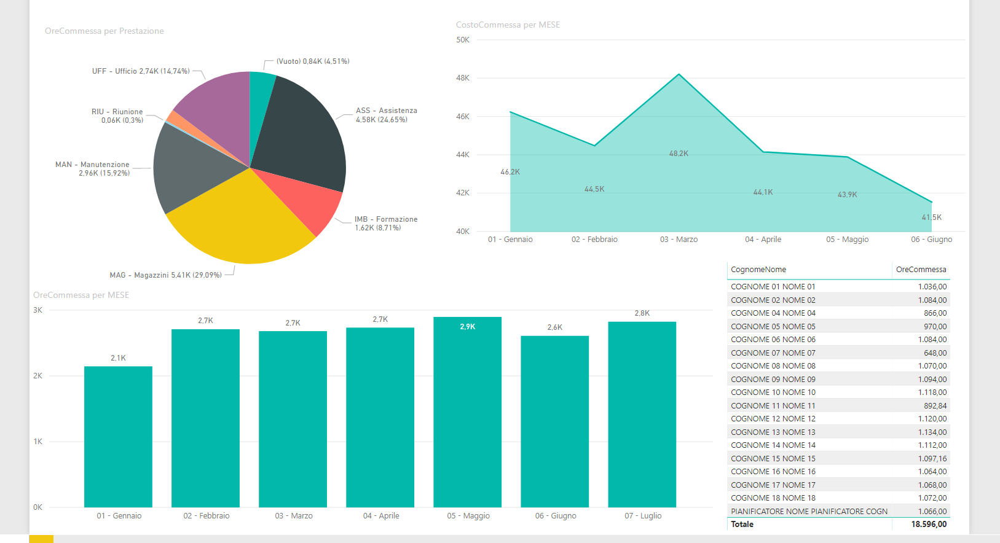 OreCommessa per Prestazione
(Vuoto) 0,84K (4,51%)
UFF - Ufficio 2,74K (14,74%)
RIU - Riunione
0,06K (0,3%)
ASS - Assistenza
4,58K (24,65%)
MAN - Manutenzione
2,96K (15,92%)
IMB - Formazione
1,62K (8,71%)
MAG - Magazzini 5,41K (29,09%)
CostoCommessa per MESE
50K
48K
46K
44K
42K
40K
46,2K
44,5K
48,2K
44,1K
43,9K
41,5K
01 - Gennaio
02 - Febbraio
03 - Marzo
04 - Aprile
05 - Maggio
06 - Giugno
OreCommessa per MESE
3K
2K
1K
0K
2,1K
2,7K
2,7K
2,7K
2,9K
2,6K
2,8K
01 - Gennaio
02 - Febbraio
03 - Marzo
04 - Aprile
05 - Maggio
06 - Giugno
07 - Luglio
CognomeNome OreCommessa
COGNOME 01 NOME 01 1.036,00
COGNOME 02 NOME 02 1.084,00
COGNOME 04 NOME 04 866,00
COGNOME 05 NOME 05 970,00
COGNOME 06 NOME 06 1.084,00
COGNOME 07 NOME 07 648,00
COGNOME 08 NOME 08 1.070,00
COGNOME 09 NOME 09 1.094,00
COGNOME 10 NOME 10 1.118,00
COGNOME 11 NOME 11 892,84
COGNOME 12 NOME 12 1.120,00
COGNOME 13 NOME 13 1.134,00
COGNOME 14 NOME 14 1.112,00
COGNOME 15 NOME 15 1.097,16
COGNOME 16 NOME 16 1.064,00
COGNOME 17 NOME 17 1.068,00
COGNOME 18 NOME 18 1.072,00
PIANIFICATORE NOME PIANIFICATORE COGN 1.066,00
Totale 18.596,00